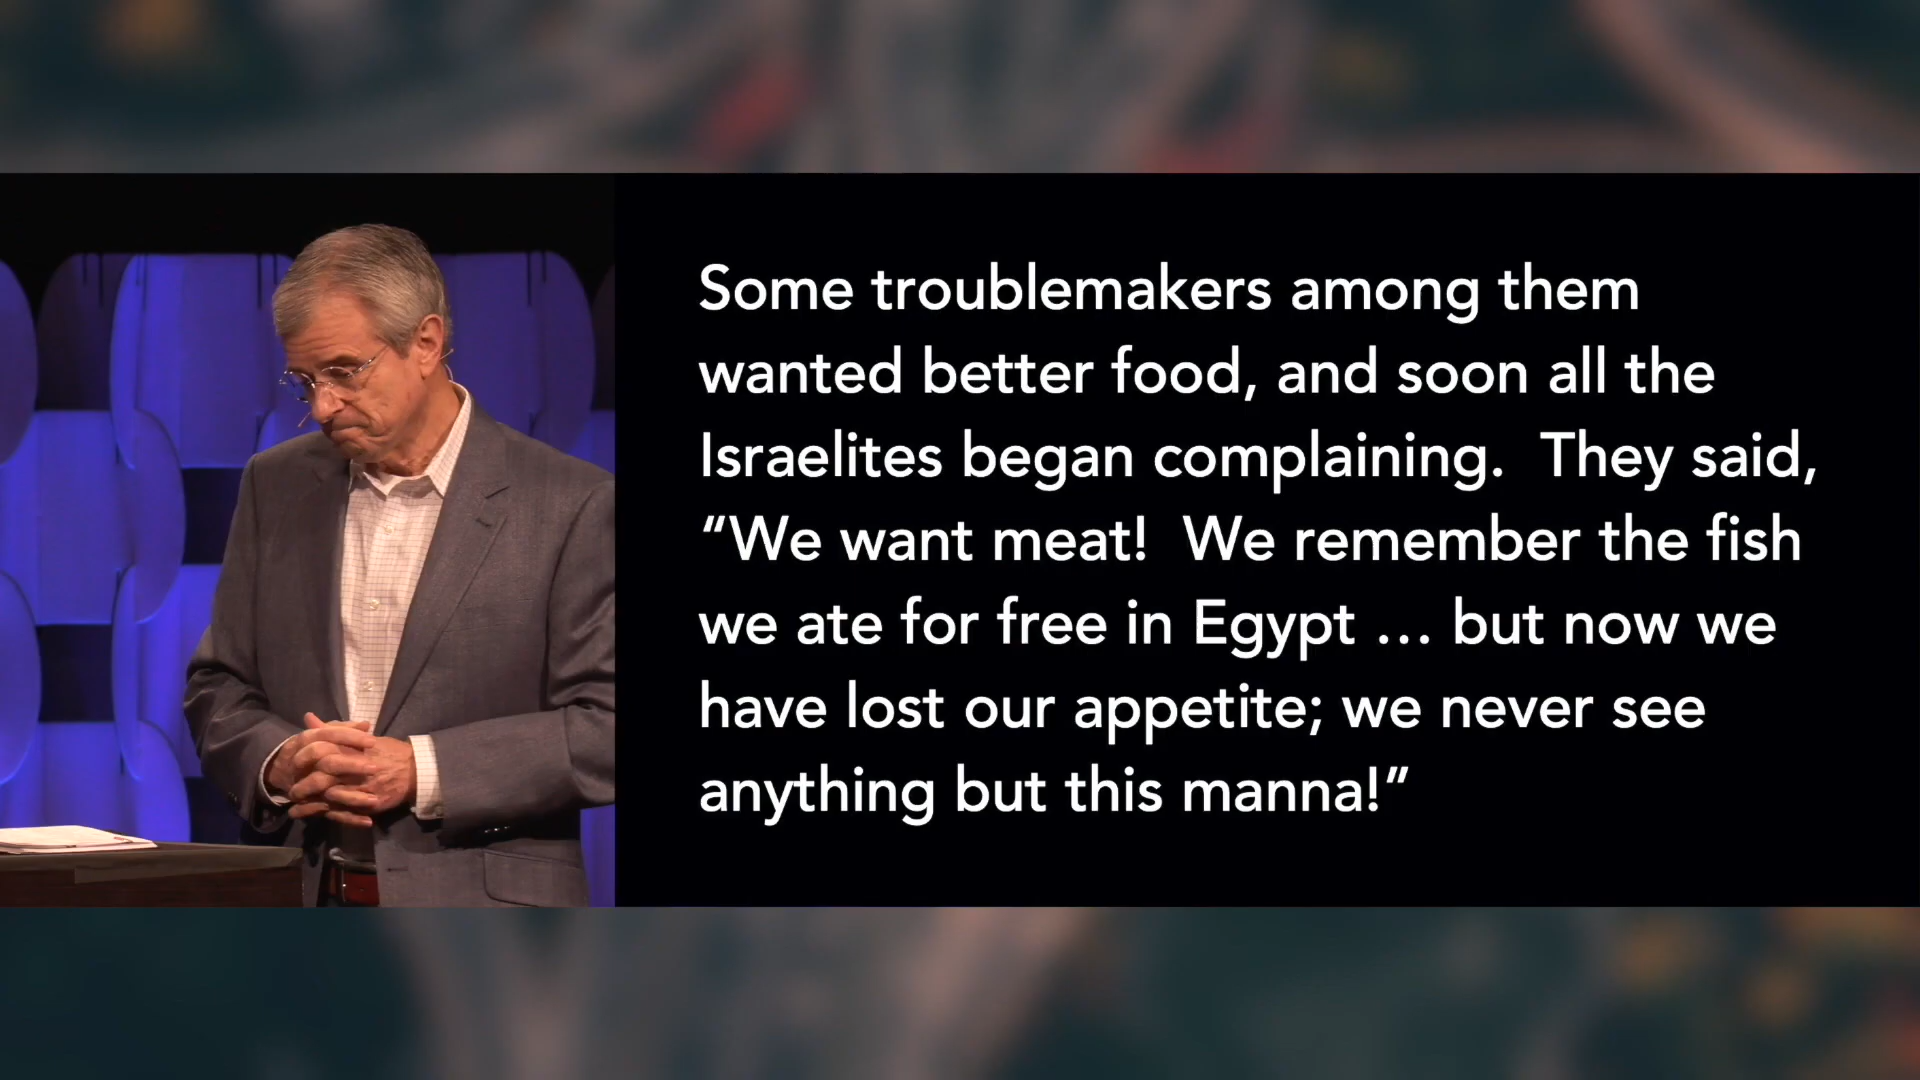 Some troublemakers among them
wanted better food, and soon all the
Israelites began complaining.  They said,
“We want meat!  We remember the fish
we ate for free in Egypt … but now we
have lost our appetite; we never see
anything but this manna!”